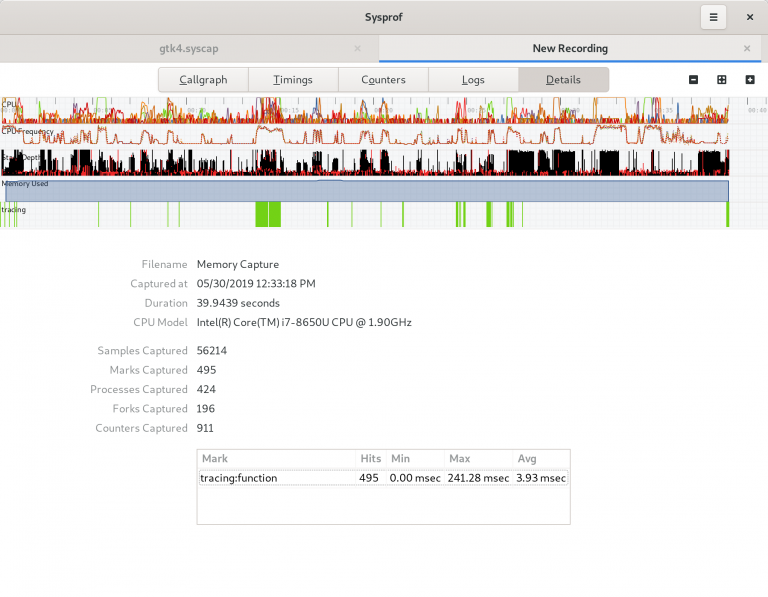 Sysprof
gtk4.syscap
New Recording
Callgraph Timings Counters Logs Details
CPU
00:40
CPU Frequency
Stack Depth
Memory Used
tracing
Filename Memory Capture
Captured at 05/30/2019 12:33:18 PM
Duration 39.9439 seconds
CPU Model Intel(R) Core(TM) i7-8650U CPU @ 1.90GHz
Samples Captured 56214
Marks Captured 495
Processes Captured 424
Forks Captured 196
Counters Captured 911
Mark Hits Min Max Avg
tracing:function 495 0.00 msec 241.28 msec 3.93 msec